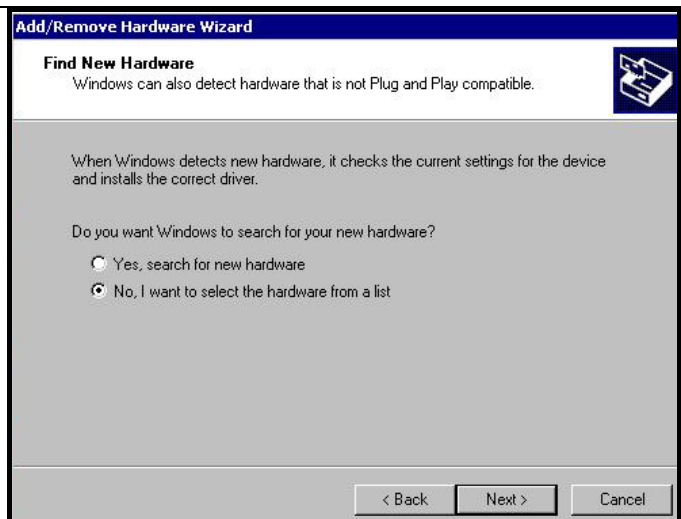 Add/Remove Hardware Wizard
Find New Hardware
Windows can also detect hardware that is not Plug and Play compatible.
When Windows detects new hardware, it checks the current settings for the device
and installs the correct driver.
Do you want Windows to search for your new hardware?
Yes, search for new hardware
No, I want to select the hardware from a list
< Back
Next >
Cancel